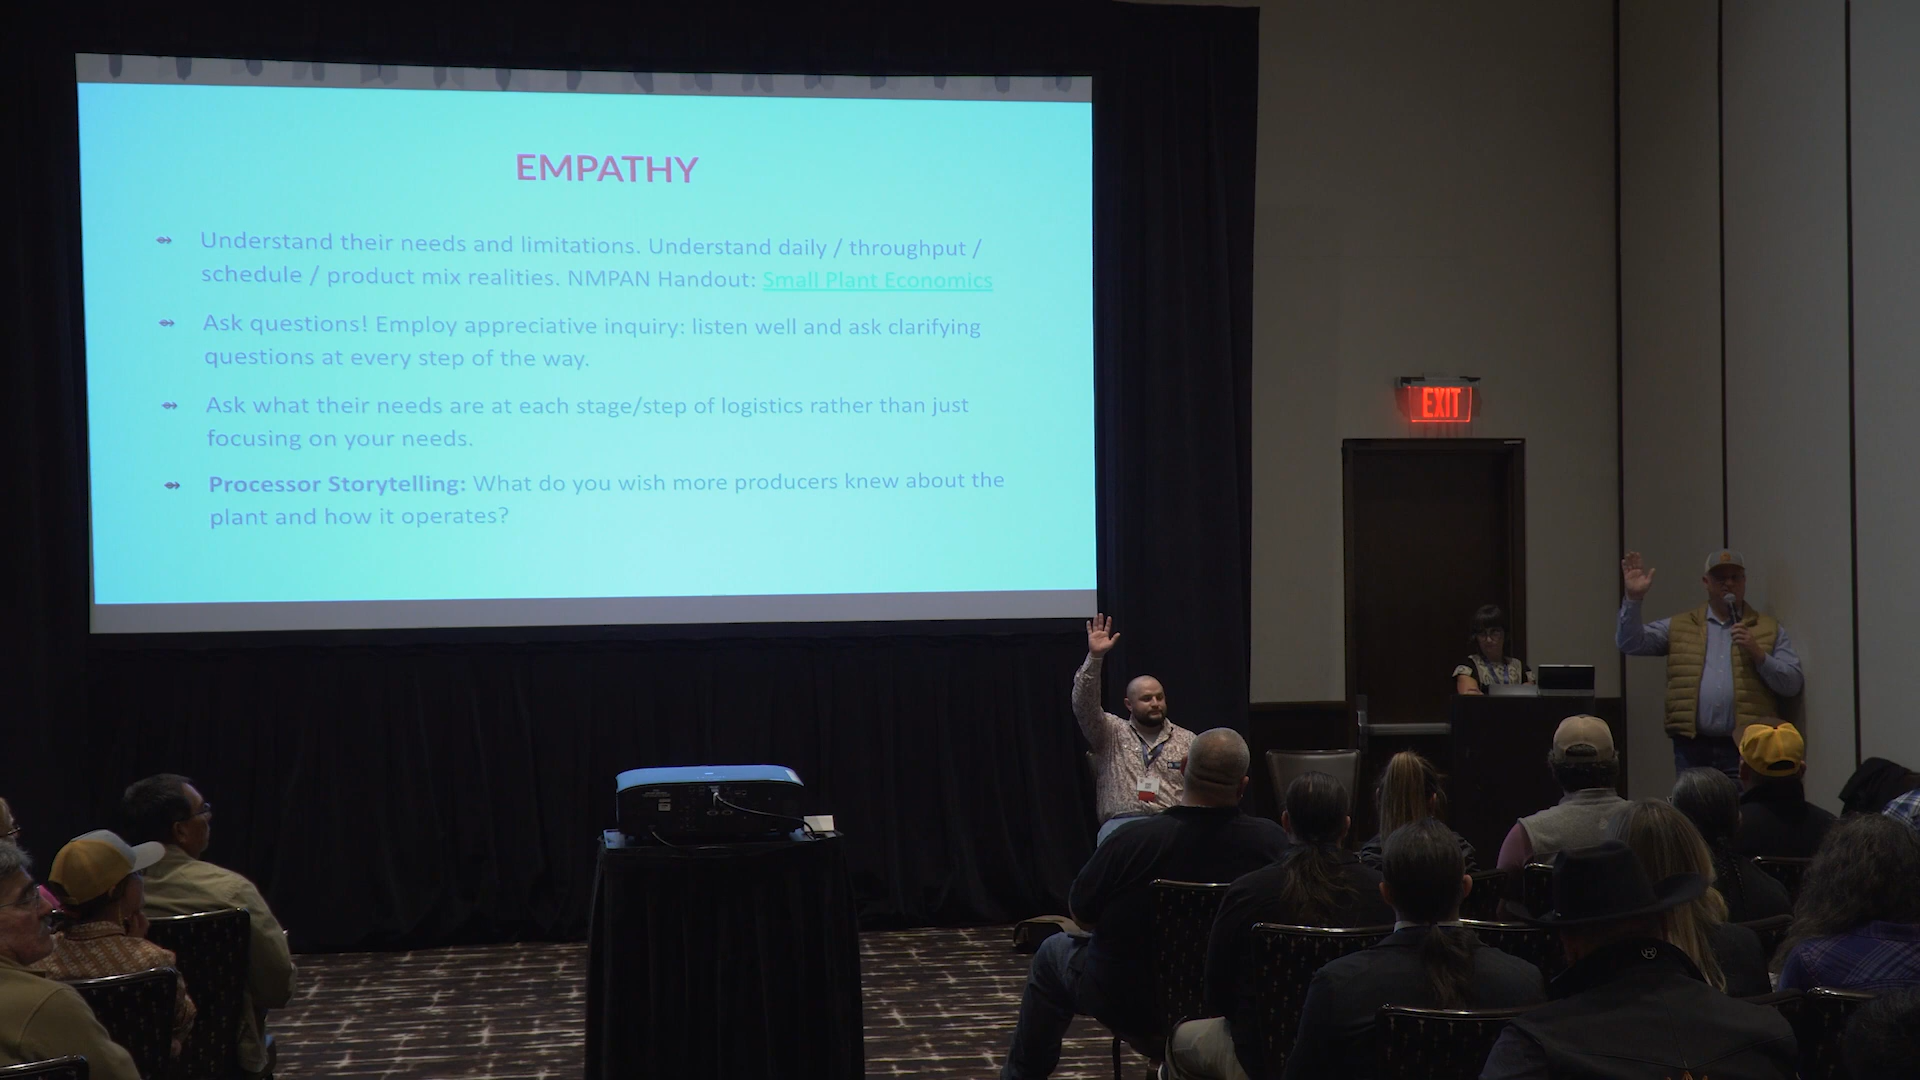 EMPATHY
Understand their needs and limitations. Understand daily / throughput /
schedule / product mix realities. NMPAN Handout: Small Plant Economics
Ask questions! Employ appreciative inquiry: listen well and ask clarifying
questions at every step of the way.
Ask what their needs are at each stage/step of logistics rather than just
focusing on your needs.
Processor Storytelling: What do you wish more producers knew about the
plant and how it operates?
EXIT